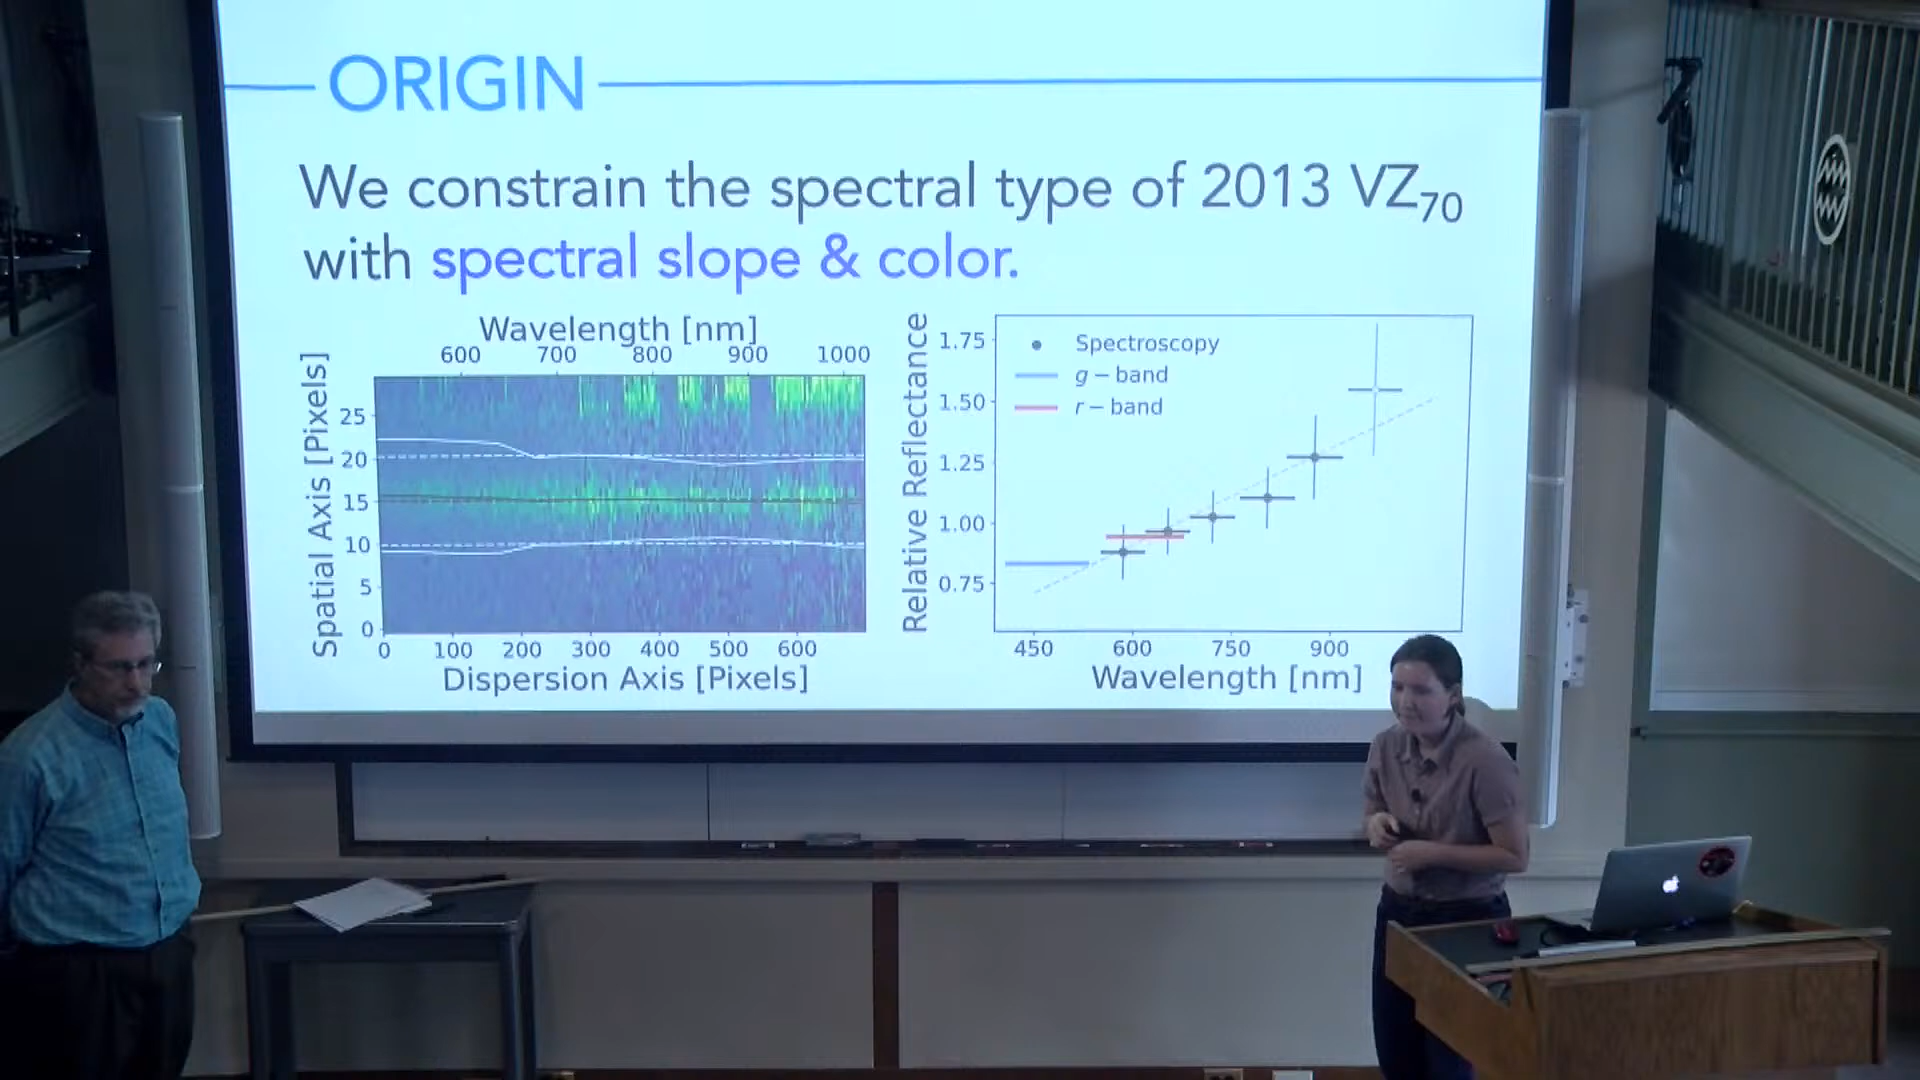 ORIGIN
We constrain the spectral type of 2013 VZ70
with spectral slope & color.
Wavelength [nm]
600 700 800 900 1000
Spatial Axis [Pixels]
25
20
15
10
5
0
0 100 200 300 400 500 600
Dispersion Axis [Pixels]
Relative Reflectance
1.75
1.50
1.25
1.00
0.75
Spectroscopy
g – band
r – band
450 600 750 900
Wavelength [nm]